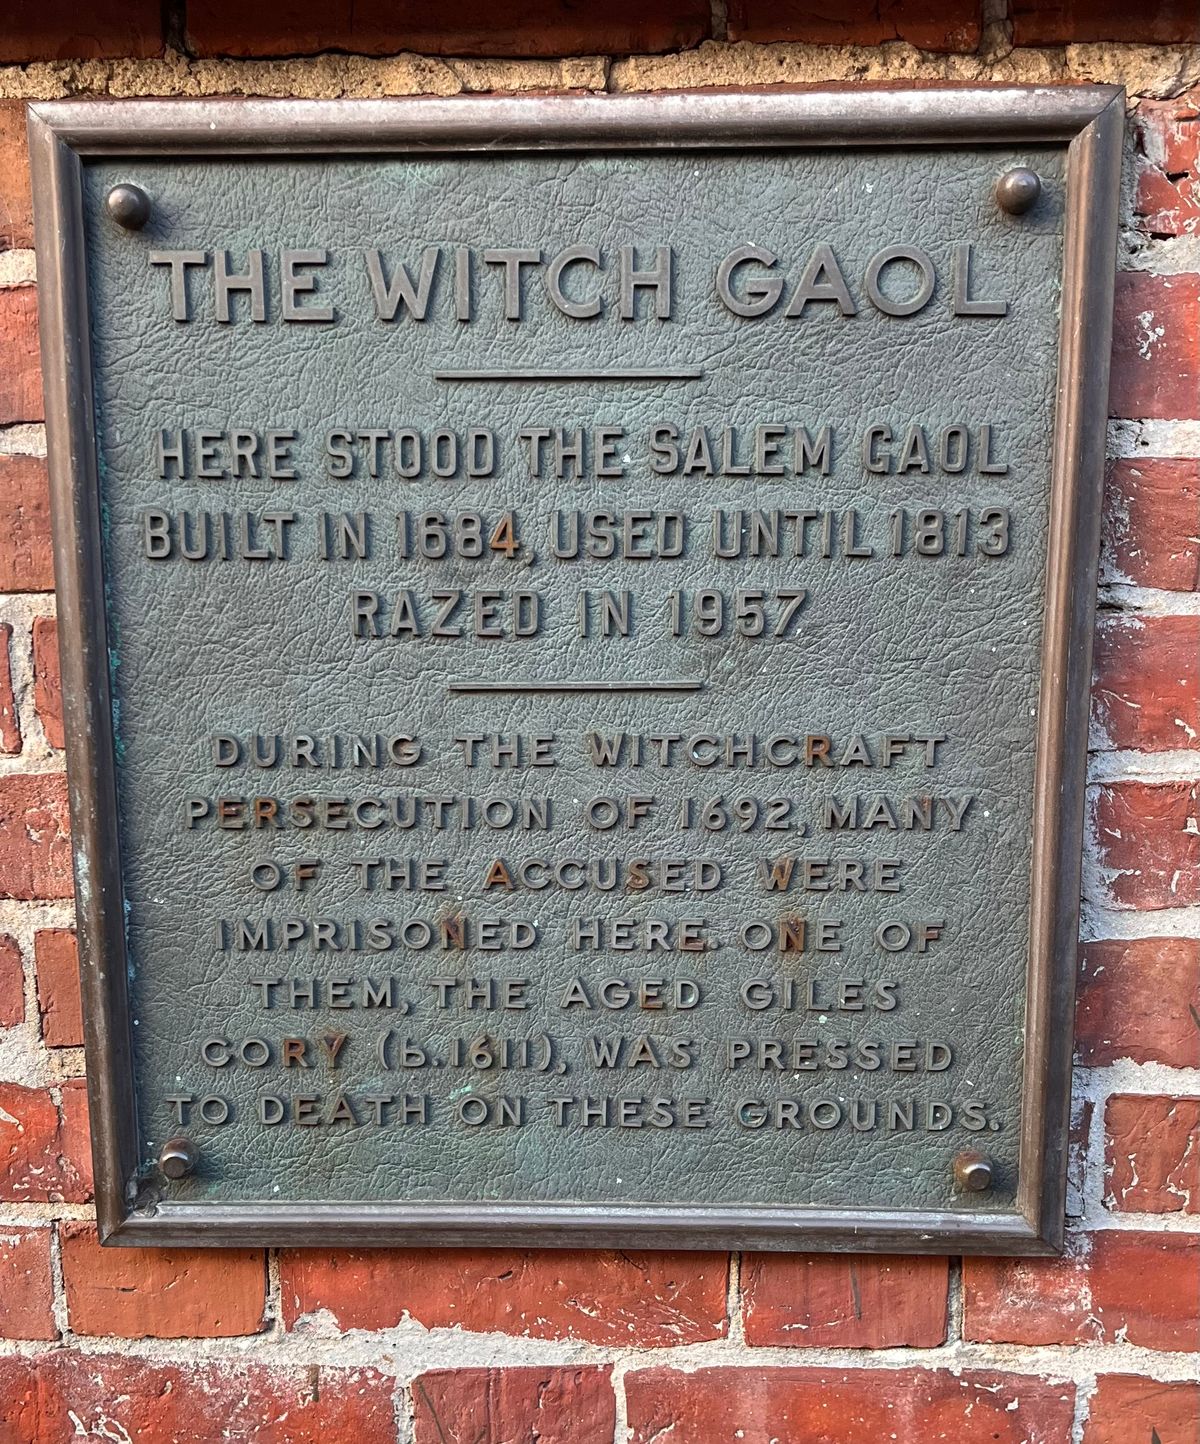 THE WITCH GAOL
HERE STOOD THE SALEM GAOL
BUILT IN 1684, USED UNTIL 1813
RAZED IN 1957
DURING THE WITCHCRAFT
PERSECUTION OF 1692, MANY
OF THE ACCUSED WERE
IMPRISONED HERE. ONE OF
THEM, THE AGED GILES
CORY (b.1611), WAS PRESSED
TO DEATH ON THESE GROUNDS.